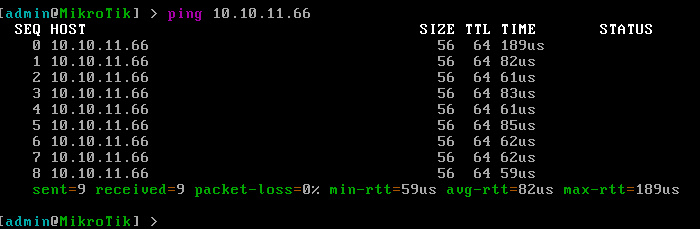 [admin@MikroTik] > ping 10.10.11.66
SEQ HOST SIZE TTL TIME STATUS
0 10.10.11.66 56 64 189us
1 10.10.11.66 56 64 82us
2 10.10.11.66 56 64 61us
3 10.10.11.66 56 64 83us
4 10.10.11.66 56 64 61us
5 10.10.11.66 56 64 85us
6 10.10.11.66 56 64 62us
7 10.10.11.66 56 64 62us
8 10.10.11.66 56 64 59us
sent=9 received=9 packet-loss=0% min-rtt=59us avg-rtt=82us max-rtt=189us
[admin@MikroTik] >